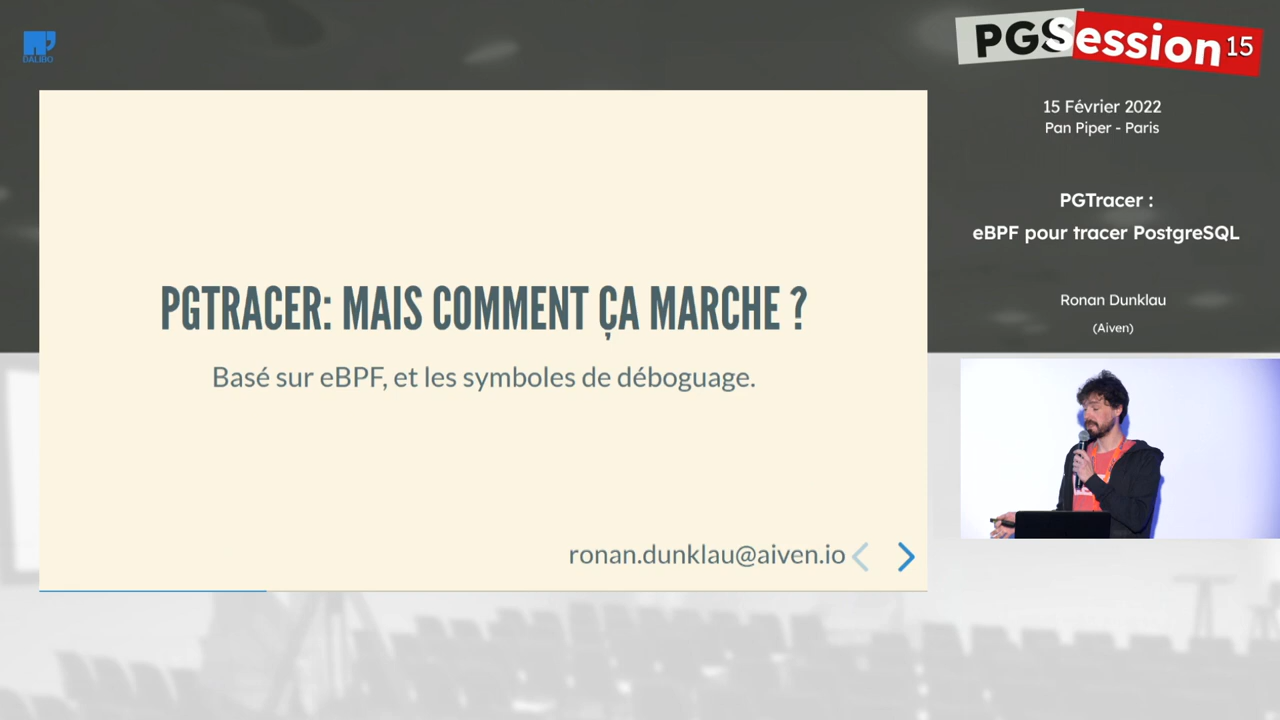 DALIBO
PGSession 15
15 Février 2022
Pan Piper - Paris
PGTracer :
eBPF pour tracer PostgreSQL
Ronan Dunklau
(Aiven)
PGTRACER: MAIS COMMENT ÇA MARCHE ?
Basé sur eBPF, et les symboles de déboguage.
ronan.dunklau@aiven.io